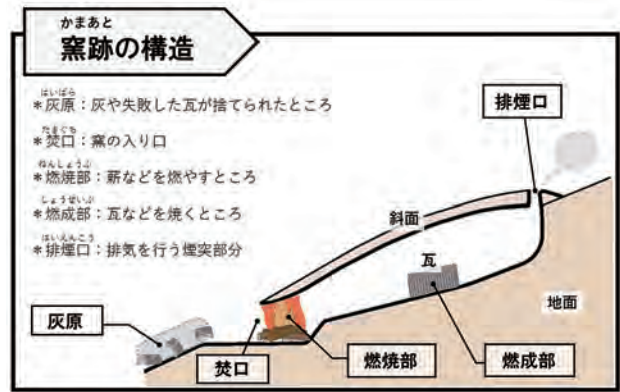 かまあと
窯跡の構造
はいばら
＊灰原：灰や失敗した瓦が捨てられたところ
たきぐち
＊焚口：窯の入り口
ねんしょうぶ
＊燃焼部：薪などを燃やすところ
しょうせいぶ
＊燃成部：瓦などを焼くところ
はいえんこう
＊排煙口：排気を行う煙突部分
排煙口
斜面
瓦
地面
灰原
焚口
燃焼部
燃成部